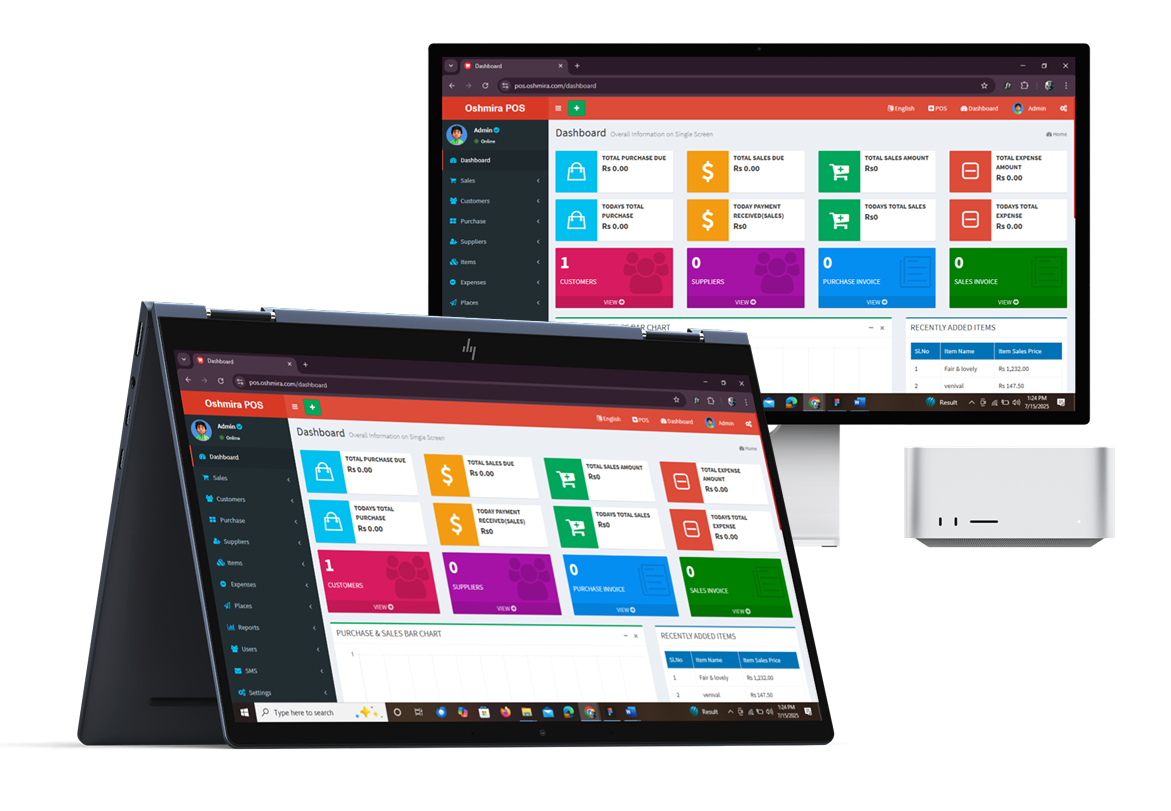 Dashboard
pos.oshmira.com/dashboard
Oshmira POS
English
POS
Dashboard
Admin
Admin
Online
Dashboard
Overall Information on Single Screen
Home
Dashboard
Sales
Customers
Purchase
Suppliers
Items
Expenses
Places
TOTAL PURCHASE DUE
Rs 0.00
TOTAL SALES DUE
Rs 0.00
TOTAL SALES AMOUNT
Rs0
TOTAL EXPENSE
AMOUNT
Rs 0.00
TODAYS TOTAL
PURCHASE
Rs 0.00
TODAY PAYMENT
RECEIVED(SALES)
Rs0
TODAYS TOTAL SALES
Rs0
TODAYS TOTAL
EXPENSE
Rs 0.00
1
CUSTOMERS
VIEW
0
SUPPLIERS
VIEW
0
PURCHASE INVOICE
VIEW
0
SALES INVOICE
VIEW
BAR CHART
RECENTLY ADDED ITEMS
Sl.No Item Name Item Sales Price
1 Fair & lovely Rs 1,232.00
2 venival Rs 147.50
Result
1:24 PM
7/15/2025
hp
Dashboard
pos.oshmira.com/dashboard
Oshmira POS
English
POS
Dashboard
Admin
Admin
Online
Dashboard
Overall Information on Single Screen
Home
Dashboard
Sales
Customers
Purchase
Suppliers
Items
Expenses
Places
Reports
Users
SMS
Settings
TOTAL PURCHASE DUE
Rs 0.00
TOTAL SALES DUE
Rs 0.00
TOTAL SALES AMOUNT
Rs0
TOTAL EXPENSE
AMOUNT
Rs 0.00
TODAYS TOTAL
PURCHASE
Rs 0.00
TODAY PAYMENT
RECEIVED(SALES)
Rs0
TODAYS TOTAL SALES
Rs0
TODAYS TOTAL
EXPENSE
Rs 0.00
1
CUSTOMERS
VIEW
0
SUPPLIERS
VIEW
0
PURCHASE INVOICE
VIEW
0
SALES INVOICE
VIEW
PURCHASE & SALES BAR CHART
1
RECENTLY ADDED ITEMS
Sl.No Item Name Item Sales Price
1 Fair & lovely Rs 1,232.00
2 venival Rs 147.50
Type here to search
Result
1:24 PM
7/15/2025